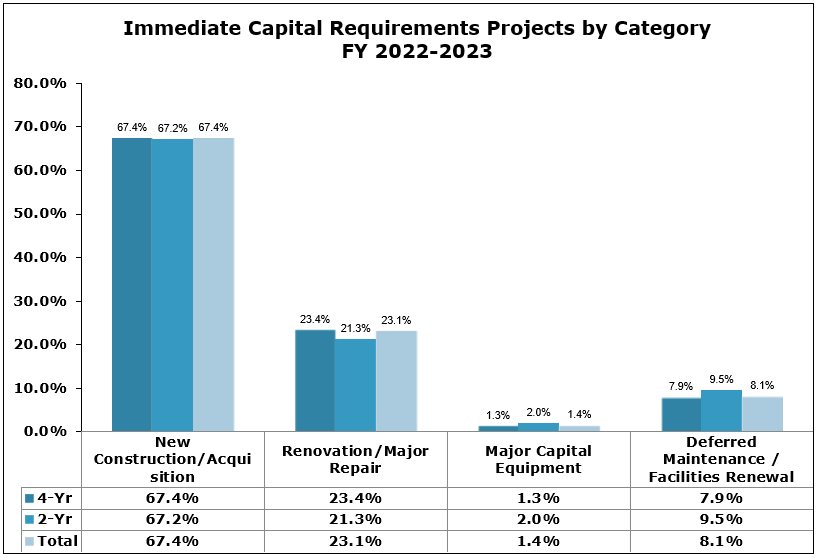 Immediate Capital Requirements Projects by Category
FY 2022-2023
80.0%
70.0%
60.0%
50.0%
40.0%
30.0%
20.0%
10.0%
0.0%
67.4% 67.2% 67.4%
23.4% 21.3% 23.1%
1.3% 2.0% 1.4%
7.9% 9.5% 8.1%
New
Construction/Acqui
sition
Renovation/Major
Repair
Major Capital
Equipment
Deferred
Maintenance /
Facilities Renewal
4-Yr 67.4% 23.4% 1.3% 7.9%
2-Yr 67.2% 21.3% 2.0% 9.5%
Total 67.4% 23.1% 1.4% 8.1%